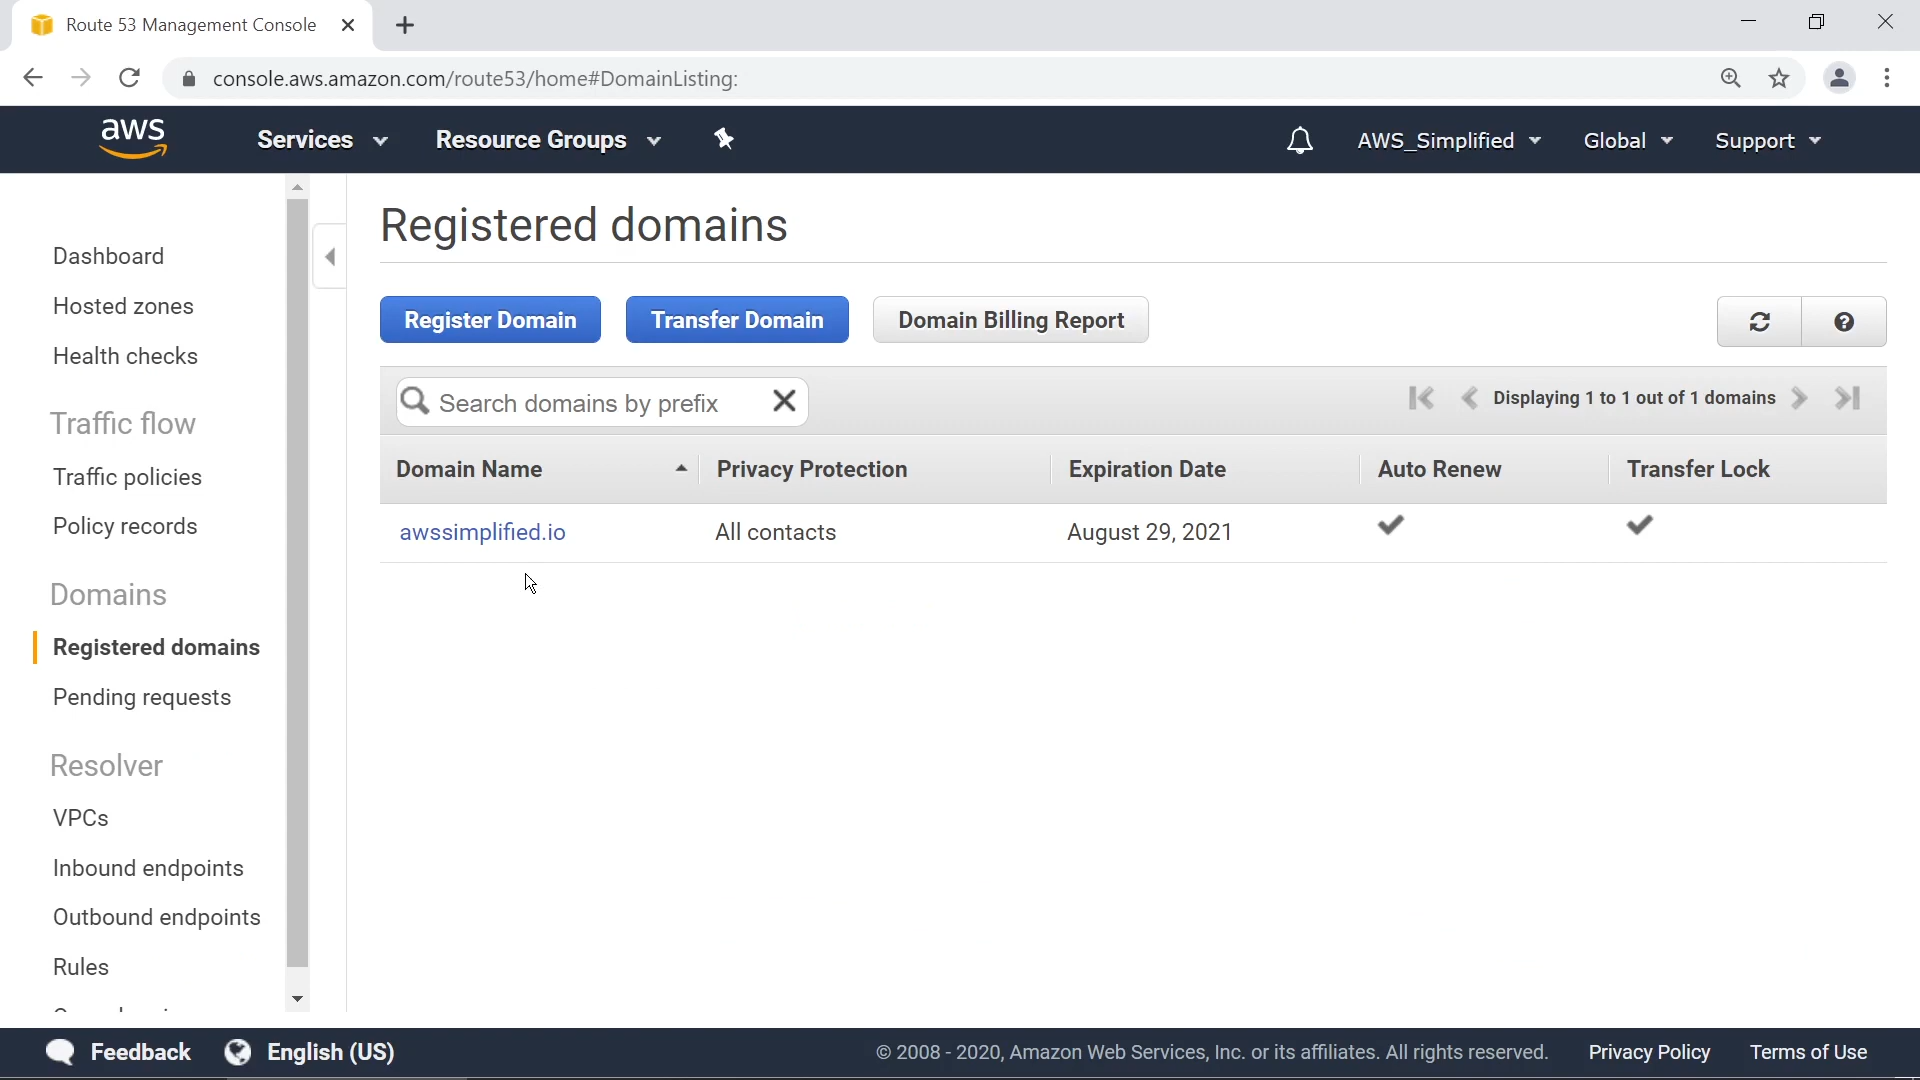 Route 53 Management Console
console.aws.amazon.com/route53/home#DomainListing:
aws Services Resource Groups AWS_Simplified Global Support
Dashboard
Hosted zones
Health checks
Traffic flow
Traffic policies
Policy records
Domains
Registered domains
Pending requests
Resolver
VPCs
Inbound endpoints
Outbound endpoints
Rules
Registered domains
Register Domain Transfer Domain Domain Billing Report
Search domains by prefix Displaying 1 to 1 out of 1 domains
Domain Name Privacy Protection Expiration Date Auto Renew Transfer Lock
awssimplified.io All contacts August 29, 2021
Feedback English (US) © 2008 - 2020, Amazon Web Services, Inc. or its affiliates. All rights reserved. Privacy Policy Terms of Use